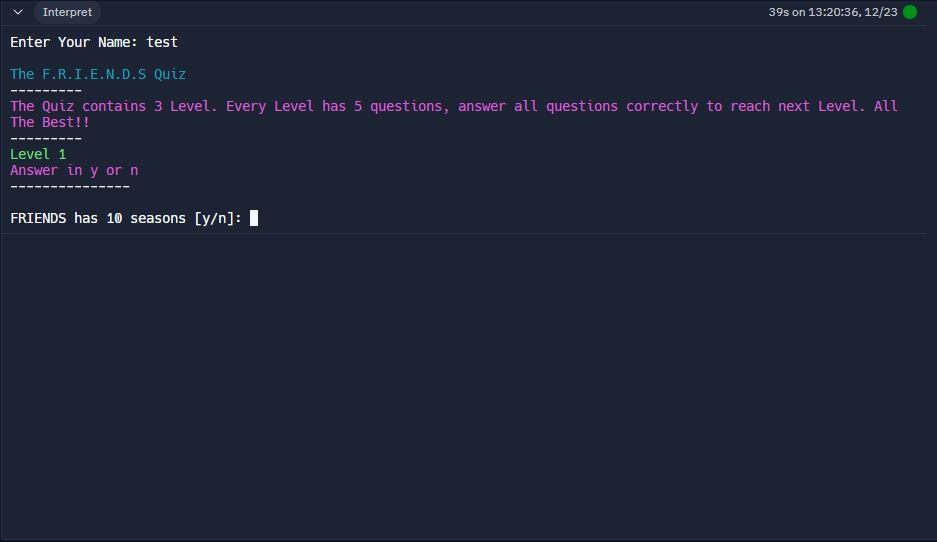 Interpret
39s on 13:20:36, 12/23
Enter Your Name: test
The F.R.I.E.N.D.S Quiz
---------
The Quiz contains 3 Level. Every Level has 5 questions, answer all questions correctly to reach next Level. All
The Best!!
---------
Level 1
Answer in y or n
---------------
FRIENDS has 10 seasons [y/n]: